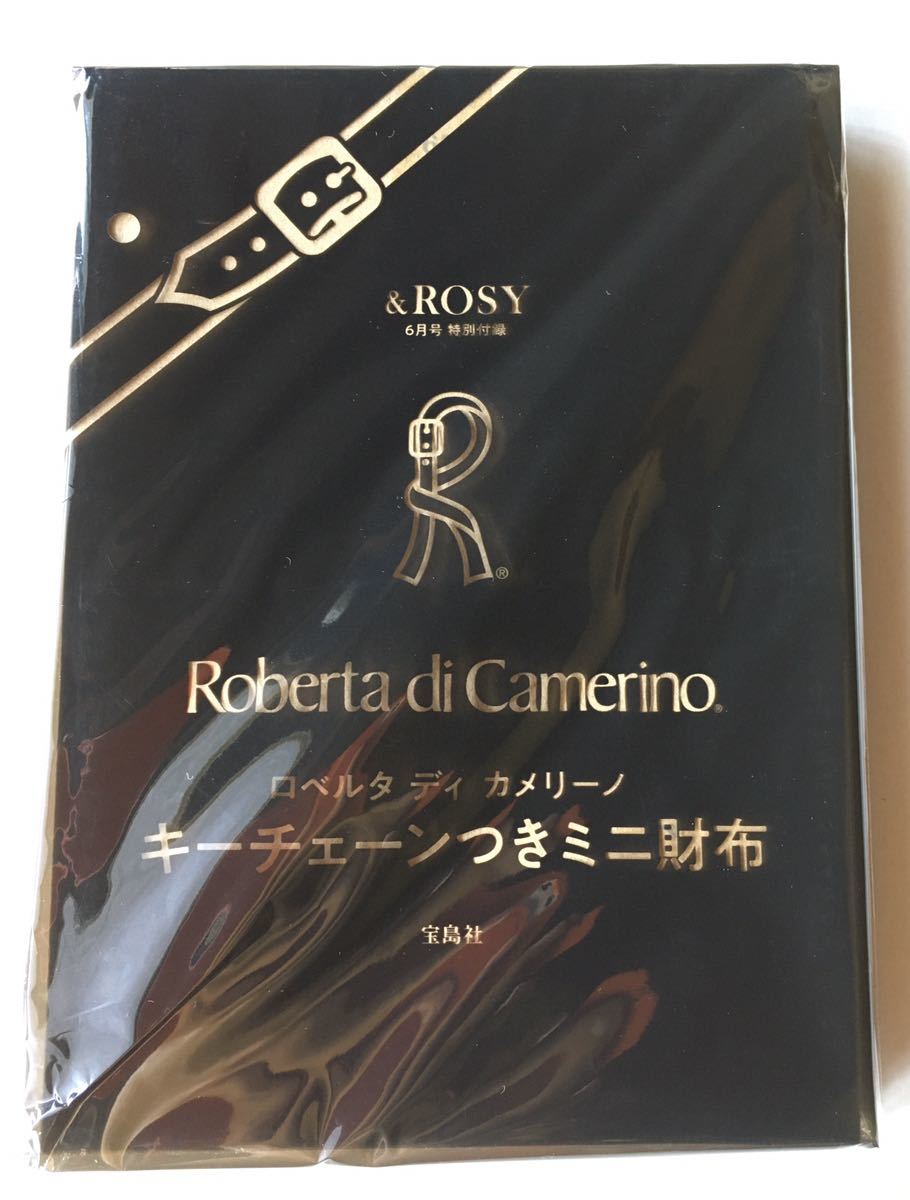 &ROSY
6月号 特別付録
R®
Roberta di Camerino®
ロベルタ ディ カメリーノ
キーチェーンつきミニ財布
宝島社